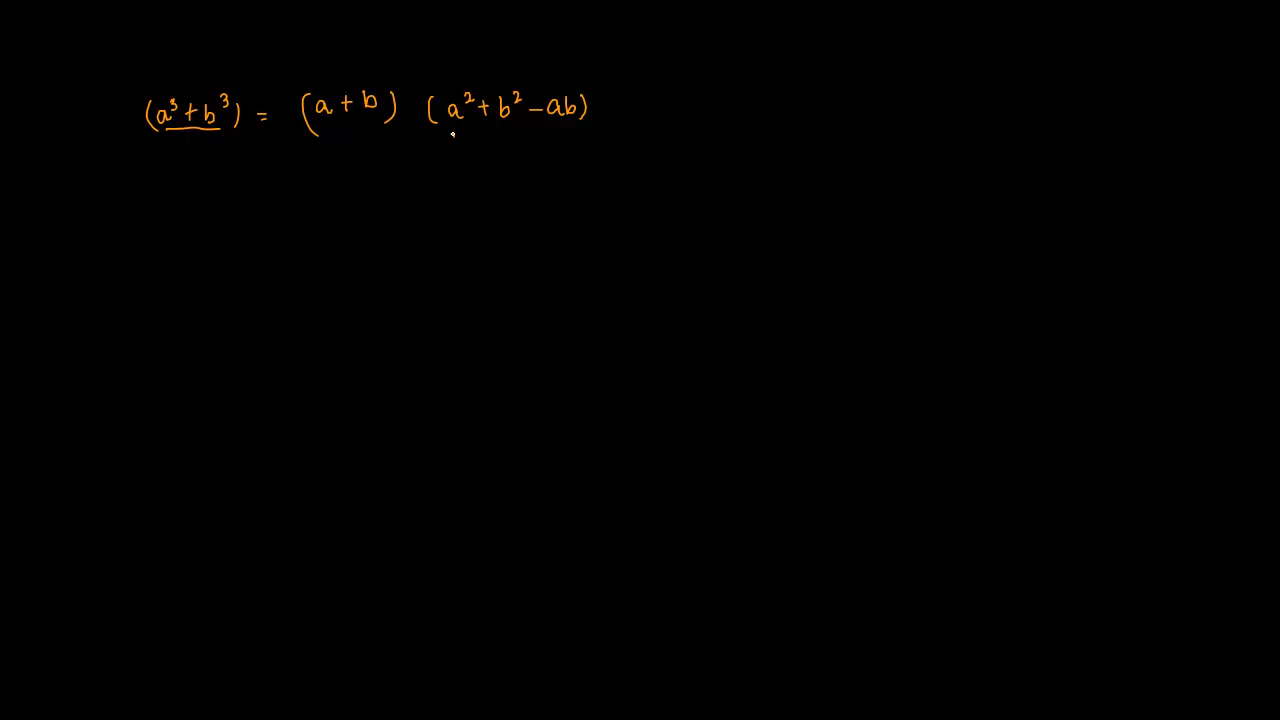 (a³ + b³) = (a + b) (a² + b² - ab)